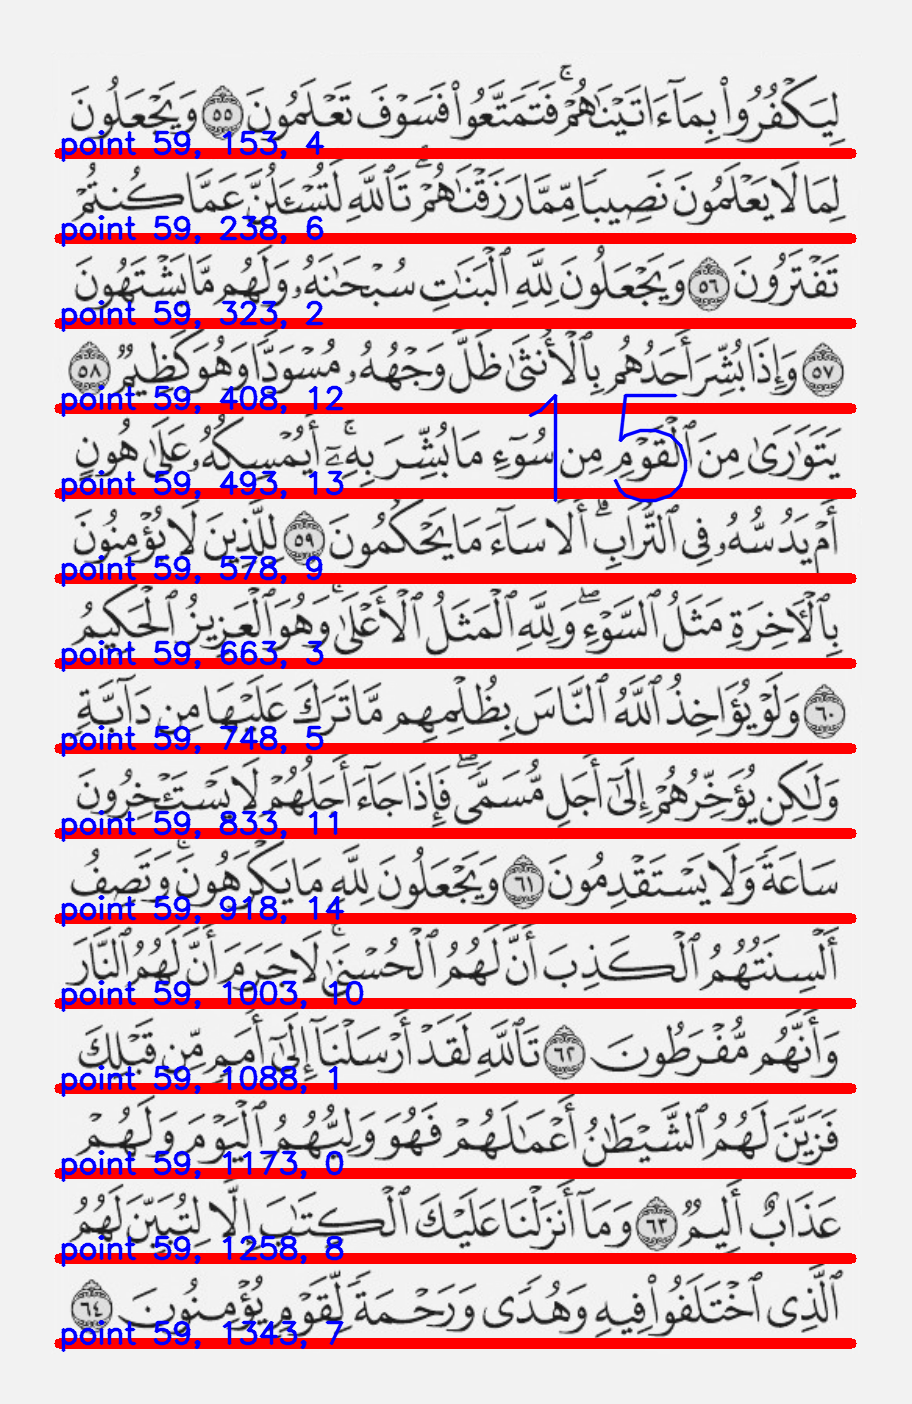 لِيَكْفُرُوا۟ بِمَآ ءَاتَيْنَٰهُمْ ۚ فَتَمَتَّعُوا۟ فَسَوْفَ تَعْلَمُونَ ٥٥ وَيَجْعَلُونَ
point 59, 153, 4
لِمَا لَا يَعْلَمُونَ نَصِيبًا مِّمَّا رَزَقْنَٰهُمْ ۗ تَٱللَّهِ لَتُسْـَٔلُنَّ عَمَّا كُنتُمْ
point 59, 238, 6
تَفْتَرُونَ ٥٦ وَيَجْعَلُونَ لِلَّهِ ٱلْبَنَٰتِ سُبْحَٰنَهُۥ وَلَهُم مَّا يَشْتَهُونَ
point 59, 323, 2
٥٧ وَإِذَا بُشِّرَ أَحَدُهُم بِٱلْأُنثَىٰ ظَلَّ وَجْهُهُۥ مُسْوَدًّا وَهُوَ كَظِيمٌ ٥٨
point 59, 408, 12
يَتَوَٰرَىٰ مِنَ ٱلْقَوْمِ مِن سُوٓءِ مَا بُشِّرَ بِهِۦٓ ۚ أَيُمْسِكُهُۥ عَلَىٰ هُونٍ
15
point 59, 493, 13
أَمْ يَدُسُّهُۥ فِى ٱلتُّرَابِ ۗ أَلَا سَآءَ مَا يَحْكُمُونَ ٥٩ لِلَّذِينَ لَا يُؤْمِنُونَ
point 59, 578, 9
بِٱلْءَاخِرَةِ مَثَلُ ٱلسَّوْءِ ۖ وَلِلَّهِ ٱلْمَثَلُ ٱلْأَعْلَىٰ ۚ وَهُوَ ٱلْعَزِيزُ ٱلْحَكِيمُ
point 59, 663, 3
٦٠ وَلَوْ يُؤَاخِذُ ٱللَّهُ ٱلنَّاسَ بِظُلْمِهِم مَّا تَرَكَ عَلَيْهَا مِن دَآبَّةٍ
point 59, 748, 5
وَلَٰكِن يُؤَخِّرُهُمْ إِلَىٰٓ أَجَلٍ مُّسَمًّى ۖ فَإِذَا جَآءَ أَجَلُهُمْ لَا يَسْتَـْٔخِرُونَ
point 59, 833, 11
سَاعَةً وَلَا يَسْتَقْدِمُونَ ٦١ وَيَجْعَلُونَ لِلَّهِ مَا يَكْرَهُونَ ۚ وَتَصِفُ
point 59, 918, 14
أَلْسِنَتُهُمُ ٱلْكَذِبَ أَنَّ لَهُمُ ٱلْحُسْنَىٰ ۚ لَا جَرَمَ أَنَّ لَهُمُ ٱلنَّارَ
point 59, 1003, 10
وَأَنَّهُم مُّفْرَطُونَ ٦٢ تَٱللَّهِ لَقَدْ أَرْسَلْنَآ إِلَىٰٓ أُمَمٍ مِّن قَبْلِكَ
point 59, 1088, 1
فَزَيَّنَ لَهُمُ ٱلشَّيْطَٰنُ أَعْمَٰلَهُمْ فَهُوَ وَلِيُّهُمُ ٱلْيَوْمَ وَلَهُمْ
point 59, 1173, 0
عَذَابٌ أَلِيمٌ ٦٣ وَمَآ أَنزَلْنَا عَلَيْكَ ٱلْكِتَٰبَ إِلَّا لِتُبَيِّنَ لَهُمُ
point 59, 1258, 8
ٱلَّذِى ٱخْتَلَفُوا۟ فِيهِ وَهُدًى وَرَحْمَةً لِّقَوْمٍ يُؤْمِنُونَ ٦٤
point 59, 1343, 7